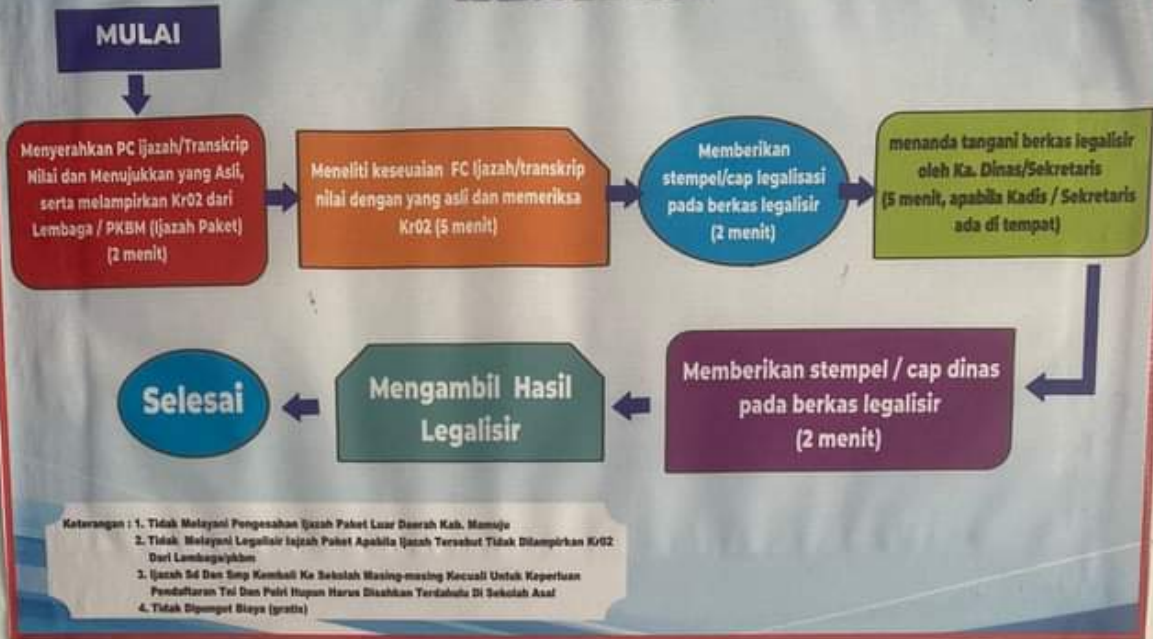 MULAI
Menyerahkan PC ijazah/Transkrip
Nilai dan Menujukkan yang Asli,
serta melampirkan Kr02 dari
Lembaga / PKBM (Ijazah Paket)
(2 menit)
Meneliti keseuaian FC Ijazah/transkrip
nilai dengan yang asli dan memeriksa
Kr02 (5 menit)
Memberikan
stempel/cap legalisasi
pada berkas legalisir
(2 menit)
menanda tangani berkas legalisir
oleh Ka. Dinas/Sekretaris
(5 menit, apabila Kadis / Sekretaris
ada di tempat)
Memberikan stempel / cap dinas
pada berkas legalisir
(2 menit)
Mengambil Hasil
Legalisir
Selesai
Keterangan : 1. Tidak Melayani Pengesahan Ijazah Paket Luar Daerah Kab. Mamuju
2. Tidak Melayani Legalisir Iajzah Paket Apabila Ijazah Tersebut Tidak Dilampirkan Kr02
Dari Lembaga/pkbm
3. Ijazah Sd Dan Smp Kembali Ke Sekolah Masing-masing Kecuali Untuk Keperluan
Pendaftaran Tni Dan Polri Itupun Harus Disahkan Terdahulu Di Sekolah Asal
4. Tidak Dipungut Biaya (gratis)